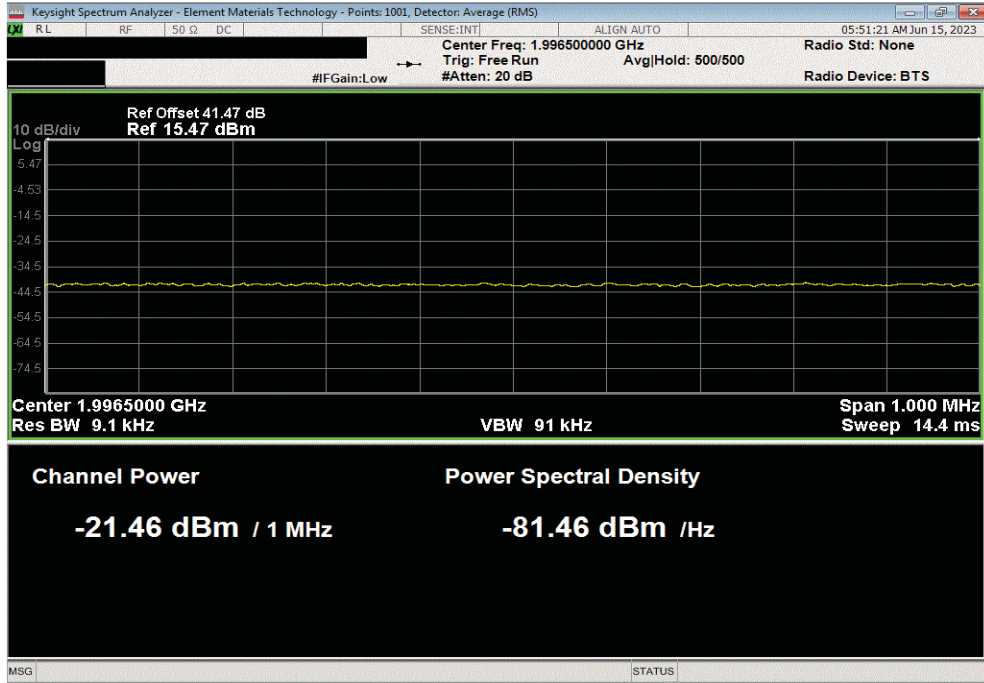 Keysight Spectrum Analyzer - Element Materials Technology - Points: 1001, Detector: Average (RMS)
LXI RL RF 50 Ω DC SENSE:INT ALIGN AUTO 05:51:21 AM Jun 15, 2023
Center Freq: 1.996500000 GHz Radio Std: None
Trig: Free Run Avg|Hold: 500/500
#IFGain:Low #Atten: 20 dB Radio Device: BTS
Ref Offset 41.47 dB
10 dB/div Ref 15.47 dBm
Log
5.47
-4.53
-14.5
-24.5
-34.5
-44.5
-54.5
-64.5
-74.5
Center 1.9965000 GHz Span 1.000 MHz
Res BW 9.1 kHz VBW 91 kHz Sweep 14.4 ms
Channel Power Power Spectral Density
-21.46 dBm / 1 MHz -81.46 dBm /Hz
MSG STATUS